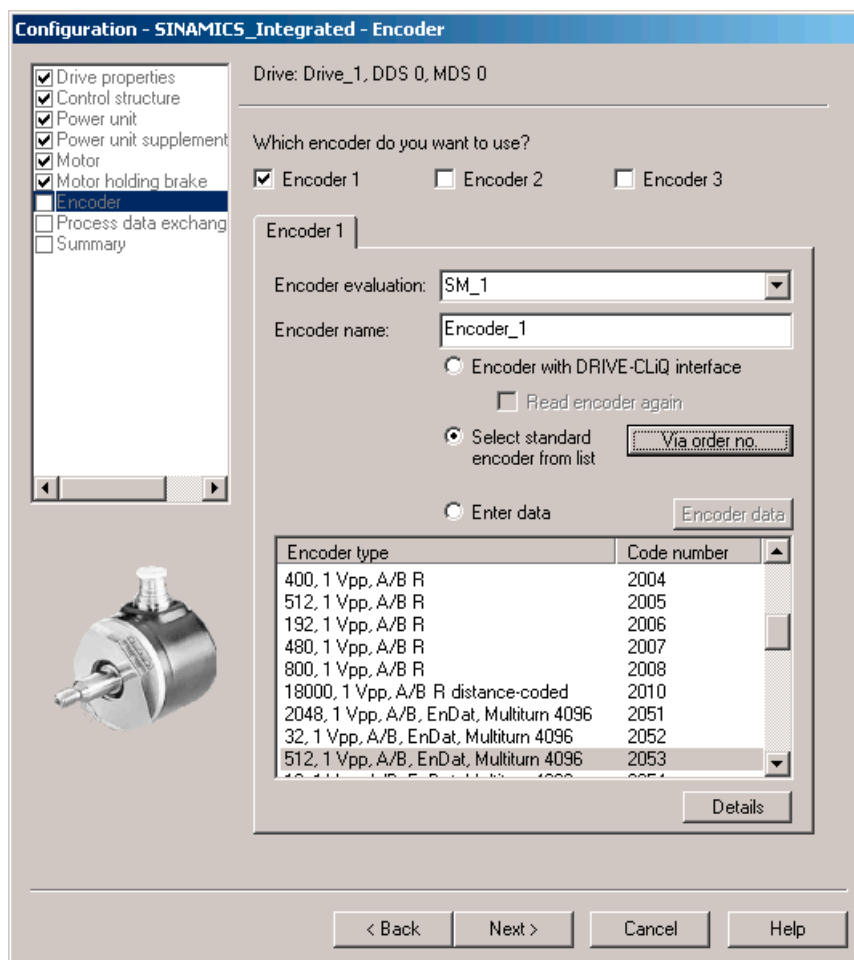 Configuration - SINAMICS_Integrated - Encoder
Drive properties
Control structure
Power unit
Power unit supplement
Motor
Motor holding brake
Encoder
Process data exchang
Summary
Drive: Drive_1, DDS 0, MDS 0
Which encoder do you want to use?
Encoder 1 Encoder 2 Encoder 3
Encoder 1
Encoder evaluation: SM_1
Encoder name: Encoder_1
Encoder with DRIVE-CLiQ interface
Read encoder again
Select standard
encoder from list
Via order no.
Enter data Encoder data
Encoder type Code number
400, 1 Vpp, A/B R 2004
512, 1 Vpp, A/B R 2005
192, 1 Vpp, A/B R 2006
480, 1 Vpp, A/B R 2007
800, 1 Vpp, A/B R 2008
18000, 1 Vpp, A/B R distance-coded 2010
2048, 1 Vpp, A/B, EnDat, Multiturn 4096 2051
32, 1 Vpp, A/B, EnDat, Multiturn 4096 2052
512, 1 Vpp, A/B, EnDat, Multiturn 4096 2053
Details
< Back Next > Cancel Help